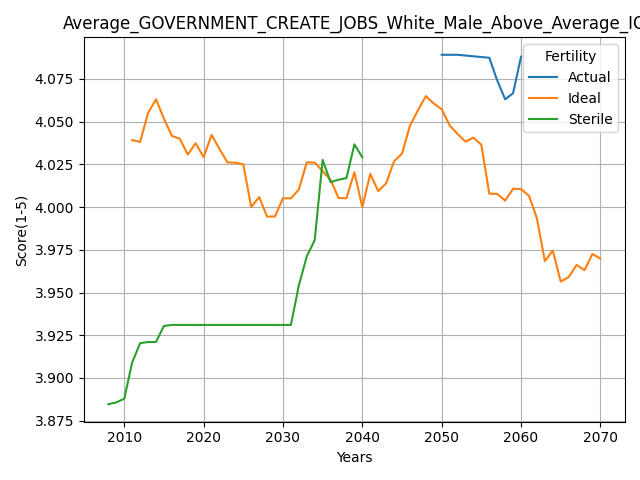 Average_GOVERNMENT_CREATE_JOBS_White_Male_Above_Average_IQ
Fertility
Actual
Ideal
Sterile
4.075
4.050
4.025
4.000
3.975
3.950
3.925
3.900
3.875
Score(1-5)
2010 2020 2030 2040 2050 2060 2070
Years